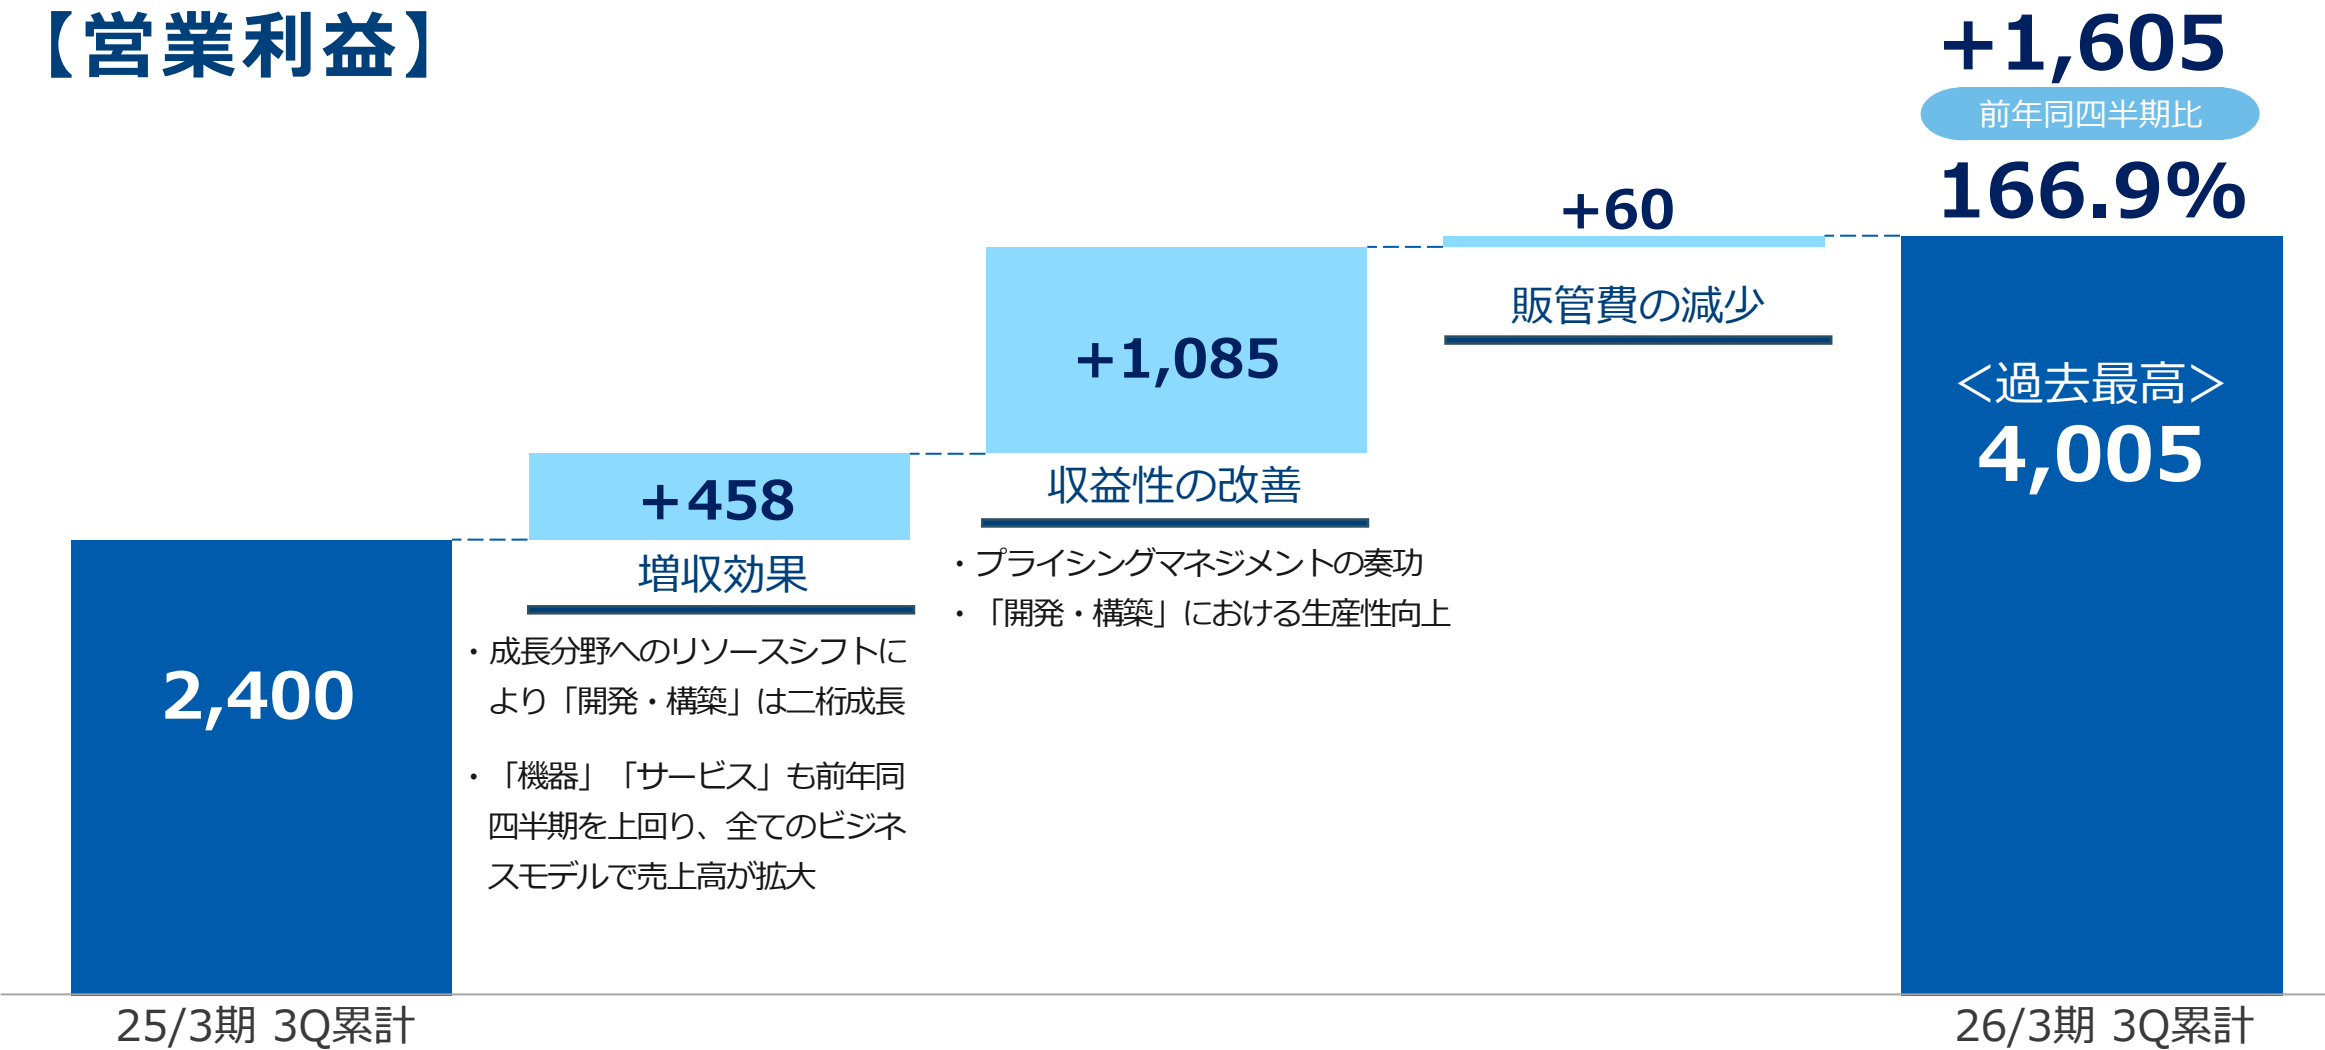 【営業利益】
+1,605
前年同四半期比
166.9%
+60
販管費の減少
+1,085
収益性の改善
・プライシングマネジメントの奏功
・「開発・構築」における生産性向上
+458
増収効果
・成長分野へのリソースシフトに
より「開発・構築」は二桁成長
・「機器」「サービス」も前年同
四半期を上回り、全てのビジネ
スモデルで売上高が拡大
2,400
＜過去最高＞
4,005
25/3期 3Q累計
26/3期 3Q累計